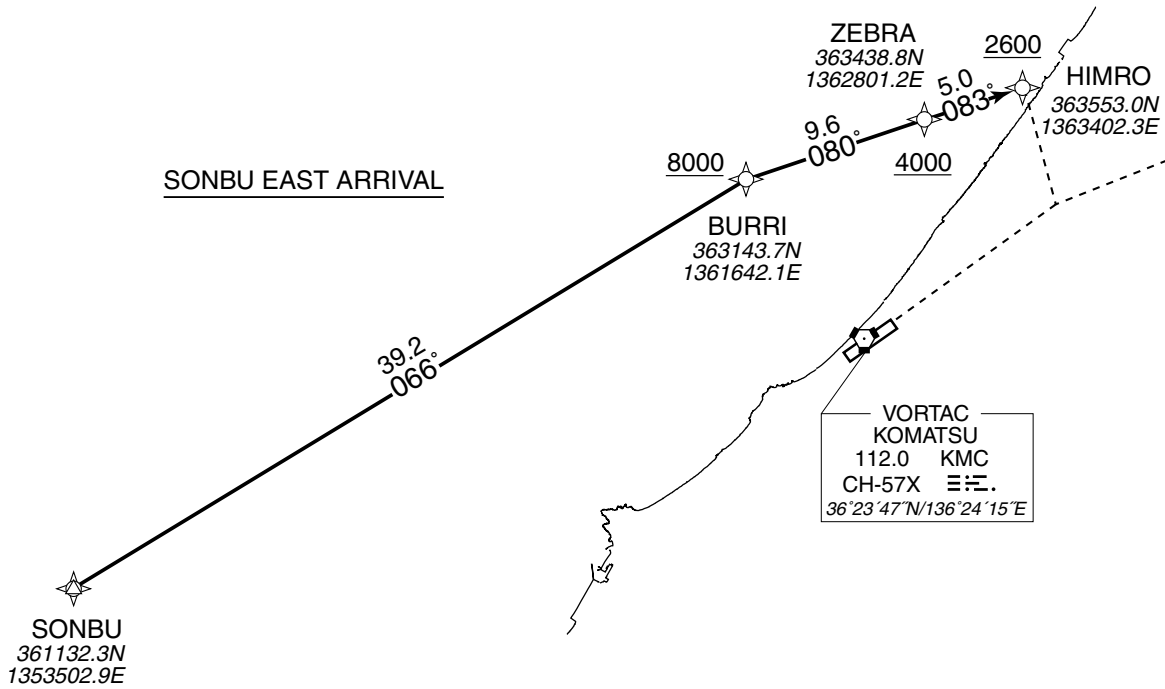 ZEBRA
363438.8N
1362801.2E
2600
HIMRO
363553.0N
1363402.3E
5.0
083°
9.6
080°
4000
SONBU EAST ARRIVAL
8000
BURRI
363143.7N
1361642.1E
39.2
066°
VORTAC
KOMATSU
112.0 KMC
CH-57X
36°23´47˝N/136°24´15˝E
SONBU
361132.3N
1353502.9E